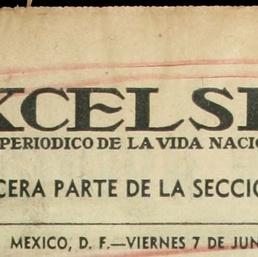 XCELSI
PERIODICO DE LA VIDA NACIO
CERA PARTE DE LA SECCIO
MEXICO, D. F.—VIERNES 7 DE JUN